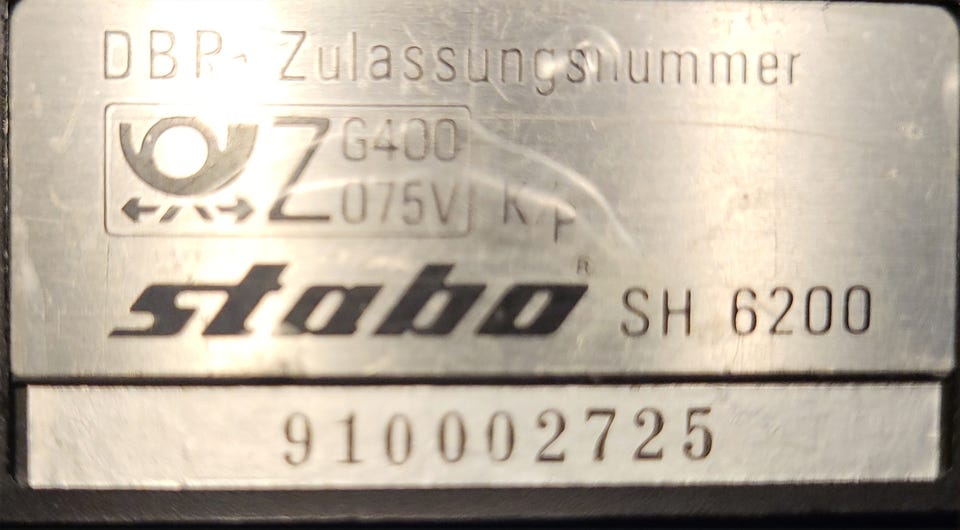 DBP-Zulassungsnummer
Z G400
075V K/p
stabo® SH 6200
910002725